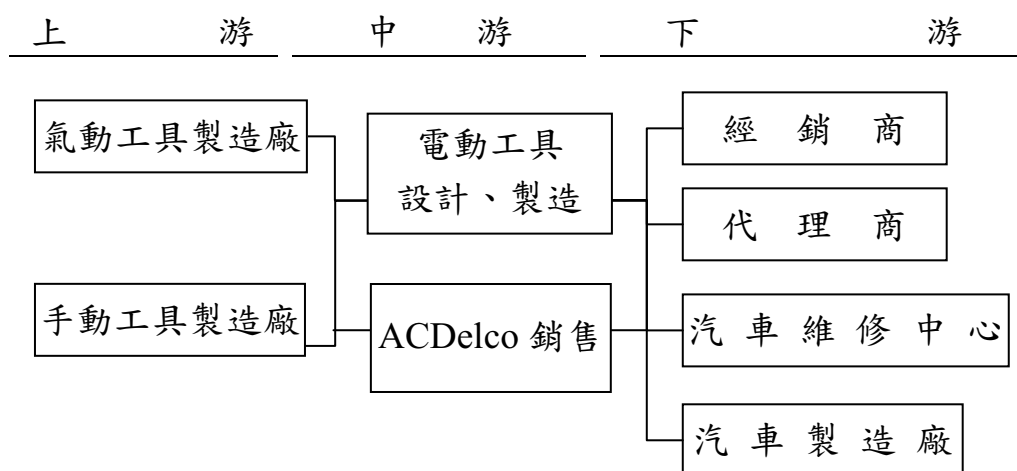 上游 中游 下游
氣動工具製造廠
手動工具製造廠
電動工具
設計、製造
ACDelco 銷售
經銷商
代理商
汽車維修中心
汽車製造廠